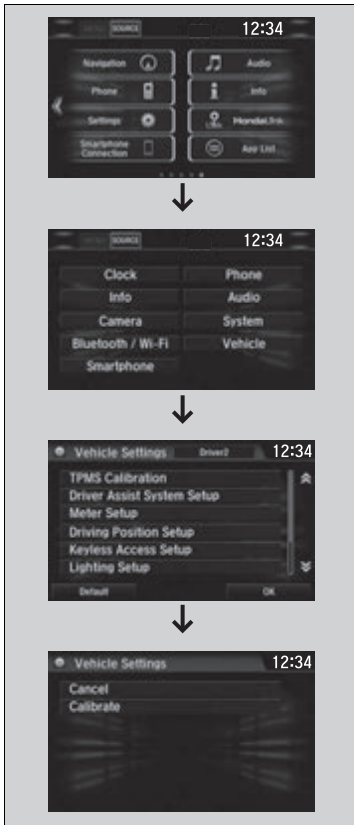 SOURCE 12:34
Navigation Audio
Phone Info
Settings HondaLink
Smartphone
Connection App List
SOURCE 12:34
Clock Phone
Info Audio
Camera System
Bluetooth / Wi-Fi Vehicle
Smartphone
Vehicle Settings Driver2 12:34
TPMS Calibration
Driver Assist System Setup
Meter Setup
Driving Position Setup
Keyless Access Setup
Lighting Setup
Default OK
Vehicle Settings 12:34
Cancel
Calibrate